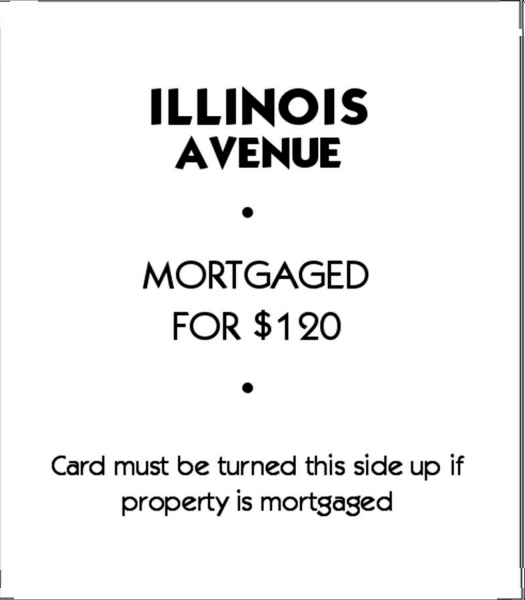 ILLINOIS
AVENUE
•
MORTGAGED
FOR $120
•
Card must be turned this side up if
property is mortgaged